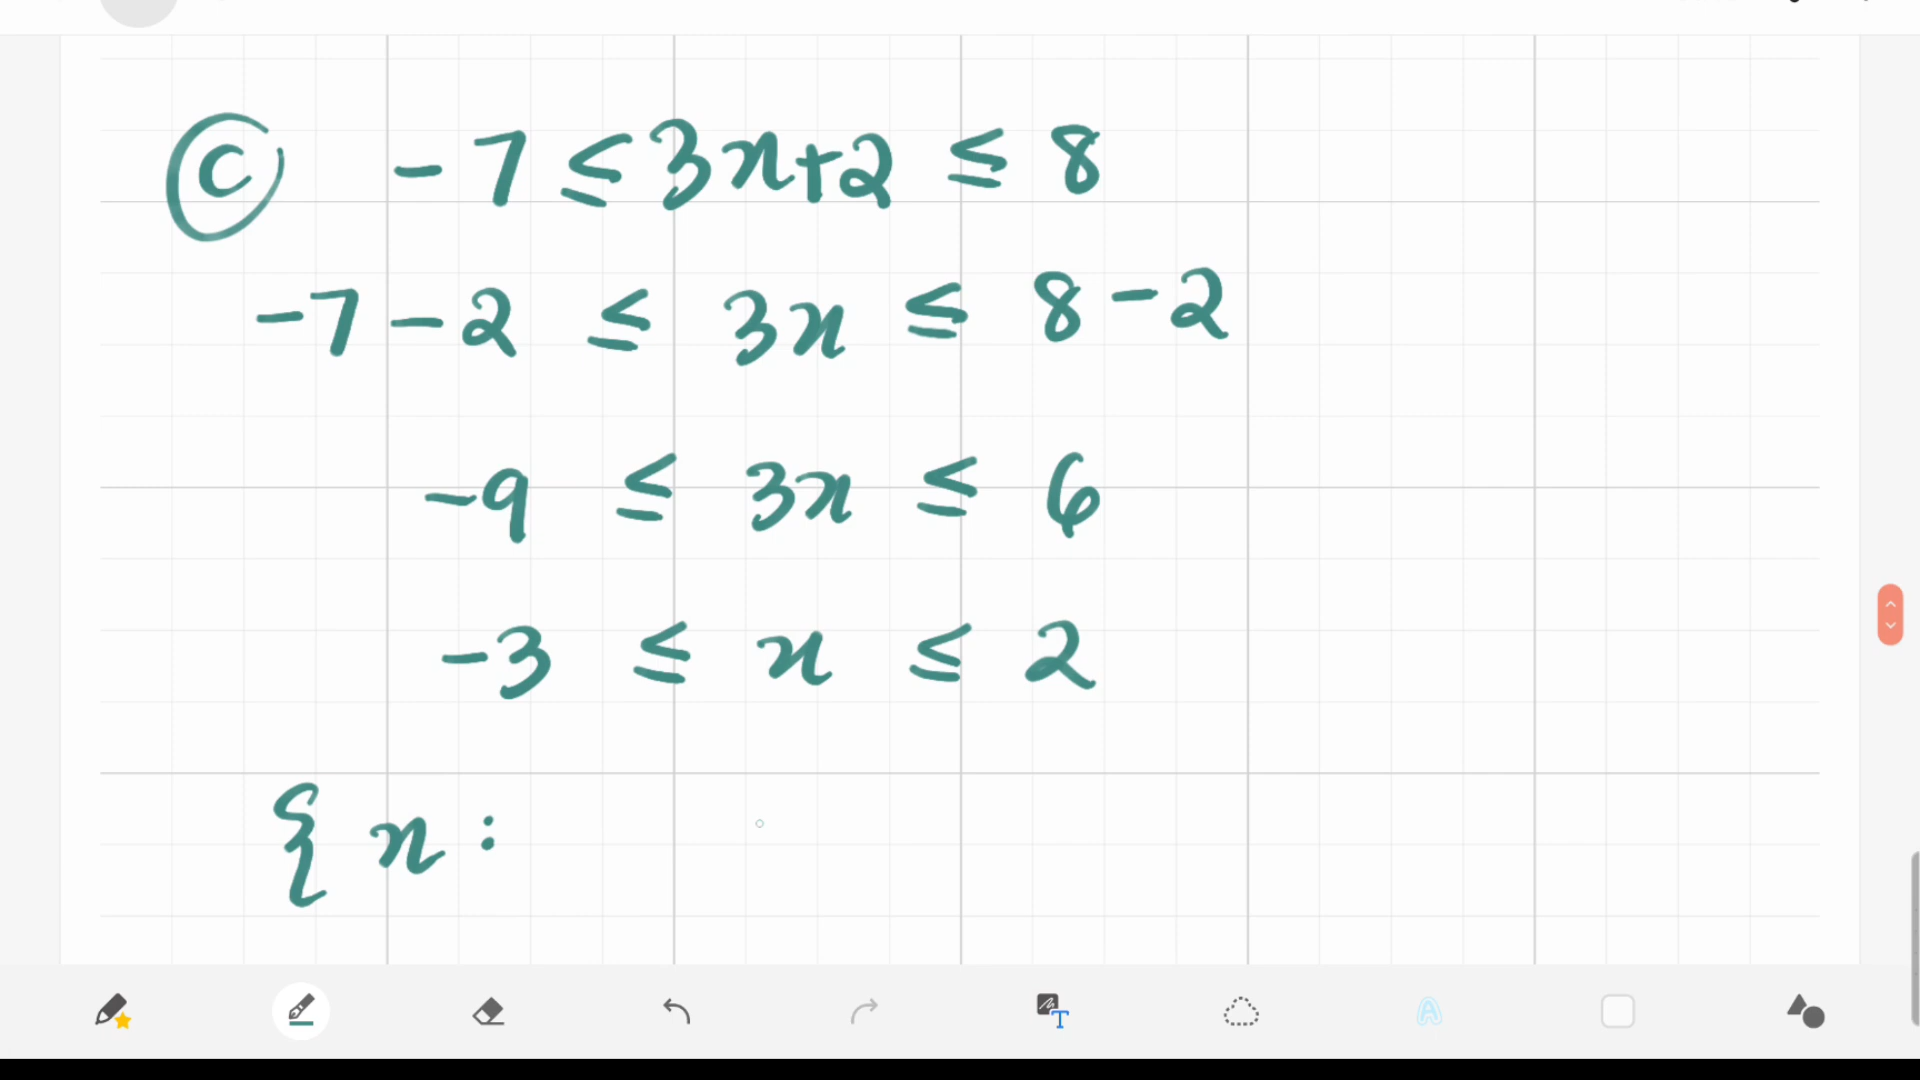 Ⓒ -7 ≤ 3x+2 ≤ 8
-7-2 ≤ 3x ≤ 8-2
-9 ≤ 3x ≤ 6
-3 ≤ x ≤ 2
{ x :